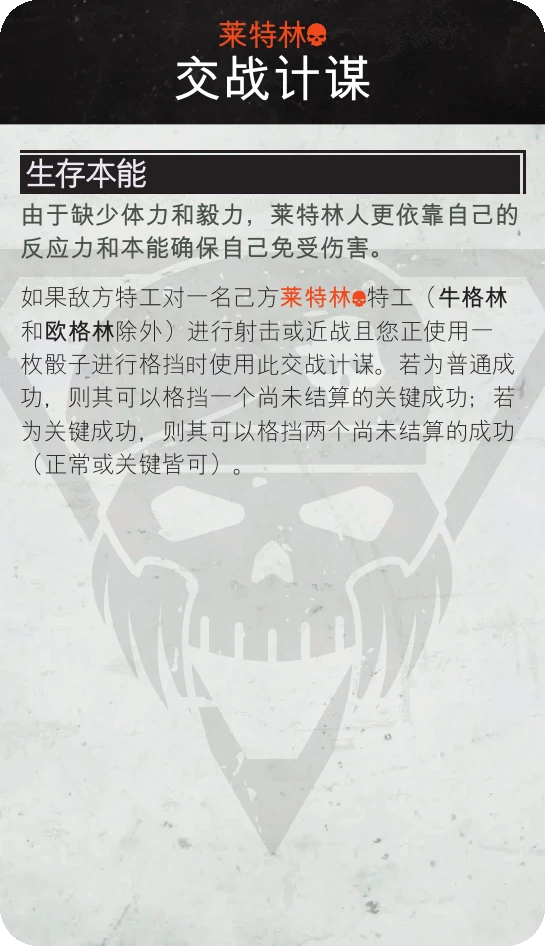 莱特林
交战计谋
生存本能
由于缺少体力和毅力，莱特林人更依靠自己的
反应力和本能确保自己免受伤害。
如果敌方特工对一名己方莱特林特工（牛格林
和欧格林除外）进行射击或近战且您正使用一
枚骰子进行格挡时使用此交战计谋。若为普通成
功，则其可以格挡一个尚未结算的关键成功；若
为关键成功，则其可以格挡两个尚未结算的成功
（正常或关键皆可）。